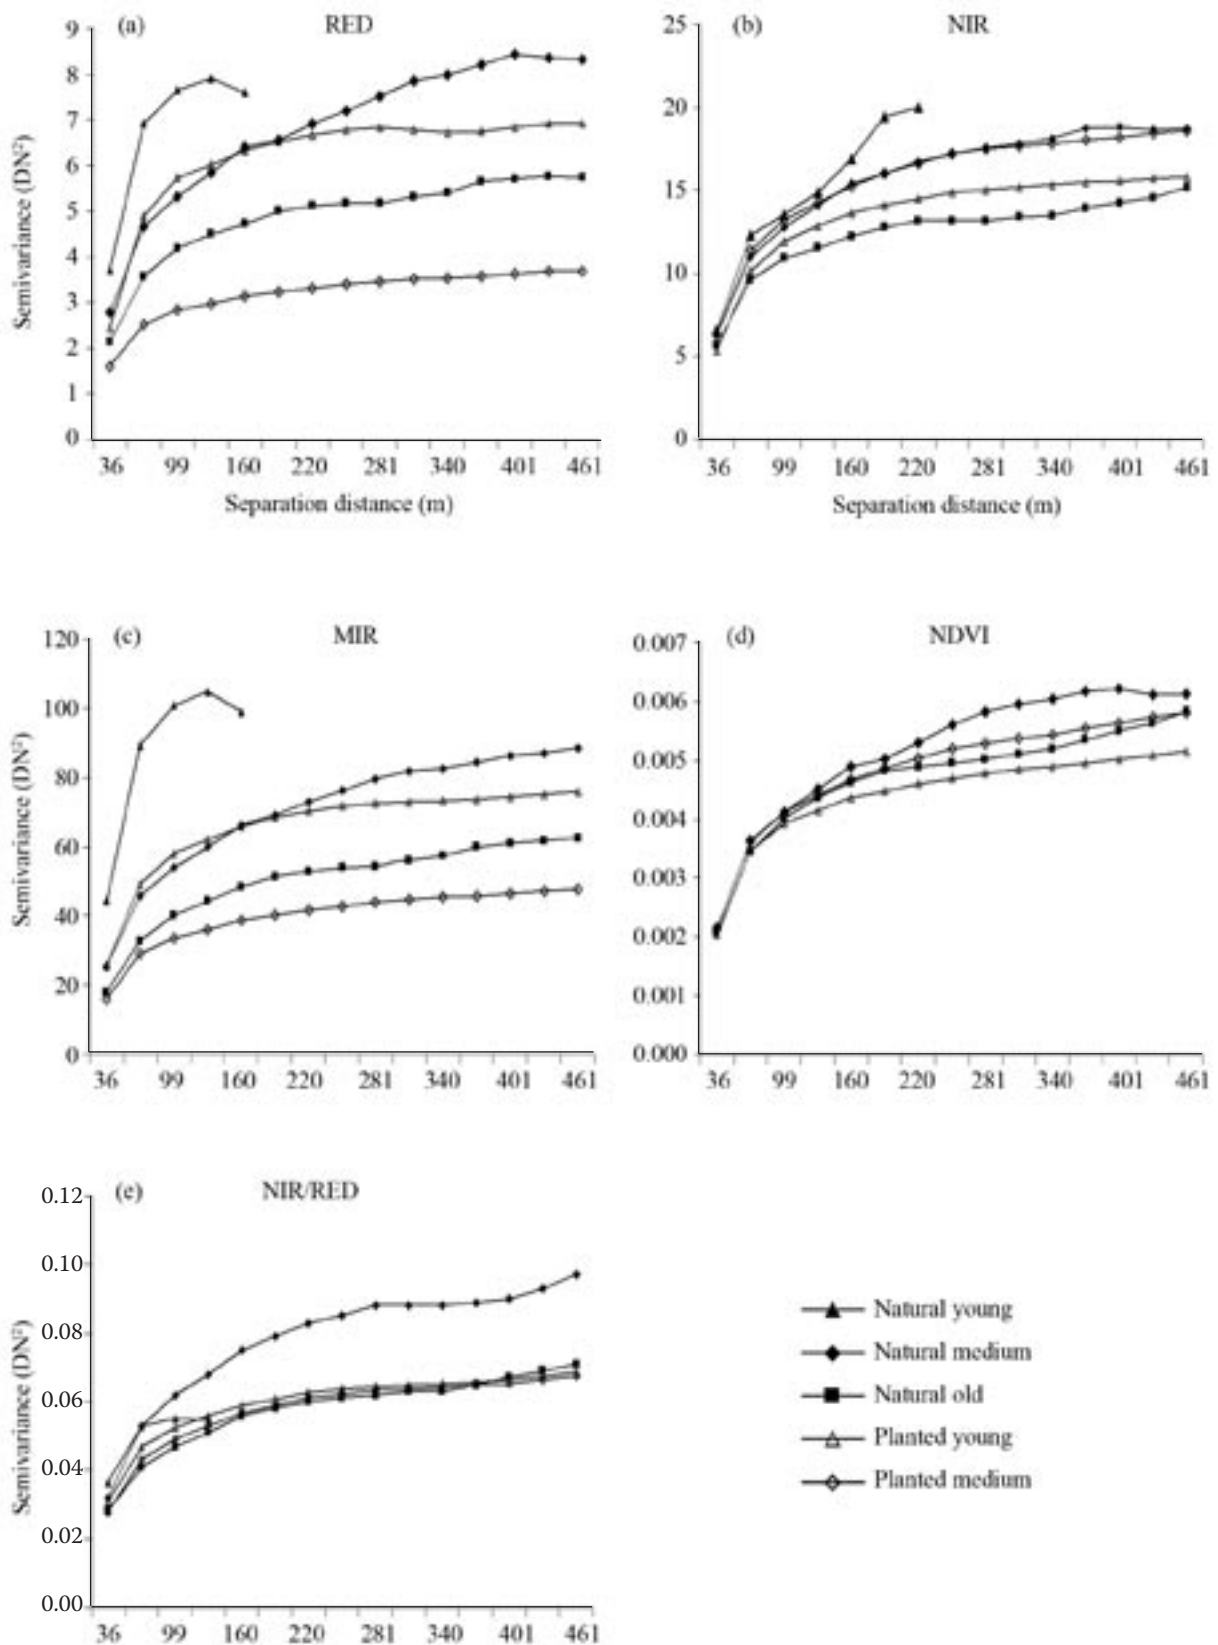 (a) RED
Semivariance (DN²)
9
8
7
6
5
4
3
2
1
0
36 99 160 220 281 340 401 461
Separation distance (m)
(b) NIR
25
20
15
10
5
0
36 99 160 220 281 340 401 461
Separation distance (m)
(c) MIR
Semivariance (DN²)
120
100
80
60
40
20
0
36 99 160 220 281 340 401 461
(d) NDVI
0.007
0.006
0.005
0.004
0.003
0.002
0.001
0.000
36 99 160 220 281 340 401 461
(e) NIR/RED
Semivariance (DN²)
0.12
0.10
0.08
0.06
0.04
0.02
0.00
36 99 160 220 281 340 401 461
Natural young
Natural medium
Natural old
Planted young
Planted medium